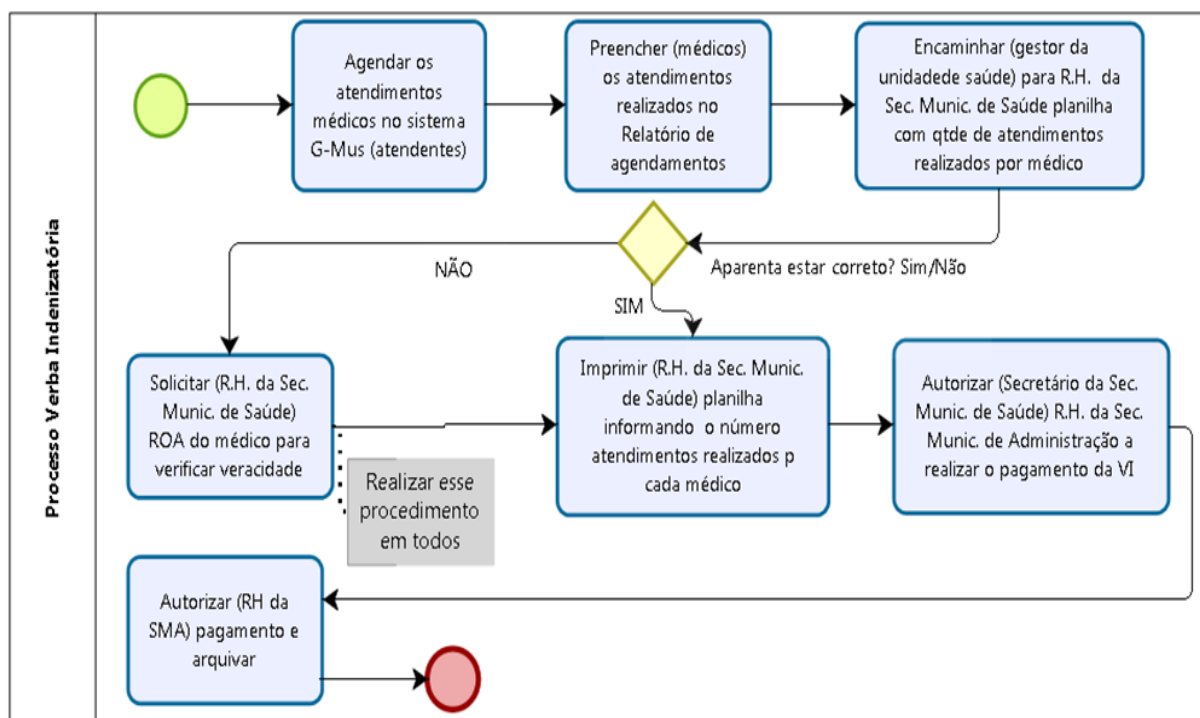 Processo Verba Indenizatória
Agendar os
atendimentos
médicos no sistema
G-Mus (atendentes)
Preencher (médicos)
os atendimentos
realizados no
Relatório de
agendamentos
Encaminhar (gestor da
unidadede saúde) para R.H. da
Sec. Munic. de Saúde planilha
com qtde de atendimentos
realizados por médico
Aparenta estar correto? Sim/Não
NÃO
SIM
Solicitar (R.H. da Sec.
Munic. de Saúde)
ROA do médico para
verificar veracidade
Realizar esse
procedimento
em todos
Imprimir (R.H. da Sec. Munic.
de Saúde) planilha
informando o número
atendimentos realizados p
cada médico
Autorizar (Secretário da Sec.
Munic. de Saúde) R.H. da Sec.
Munic. de Administração a
realizar o pagamento da VI
Autorizar (RH da
SMA) pagamento e
arquivar